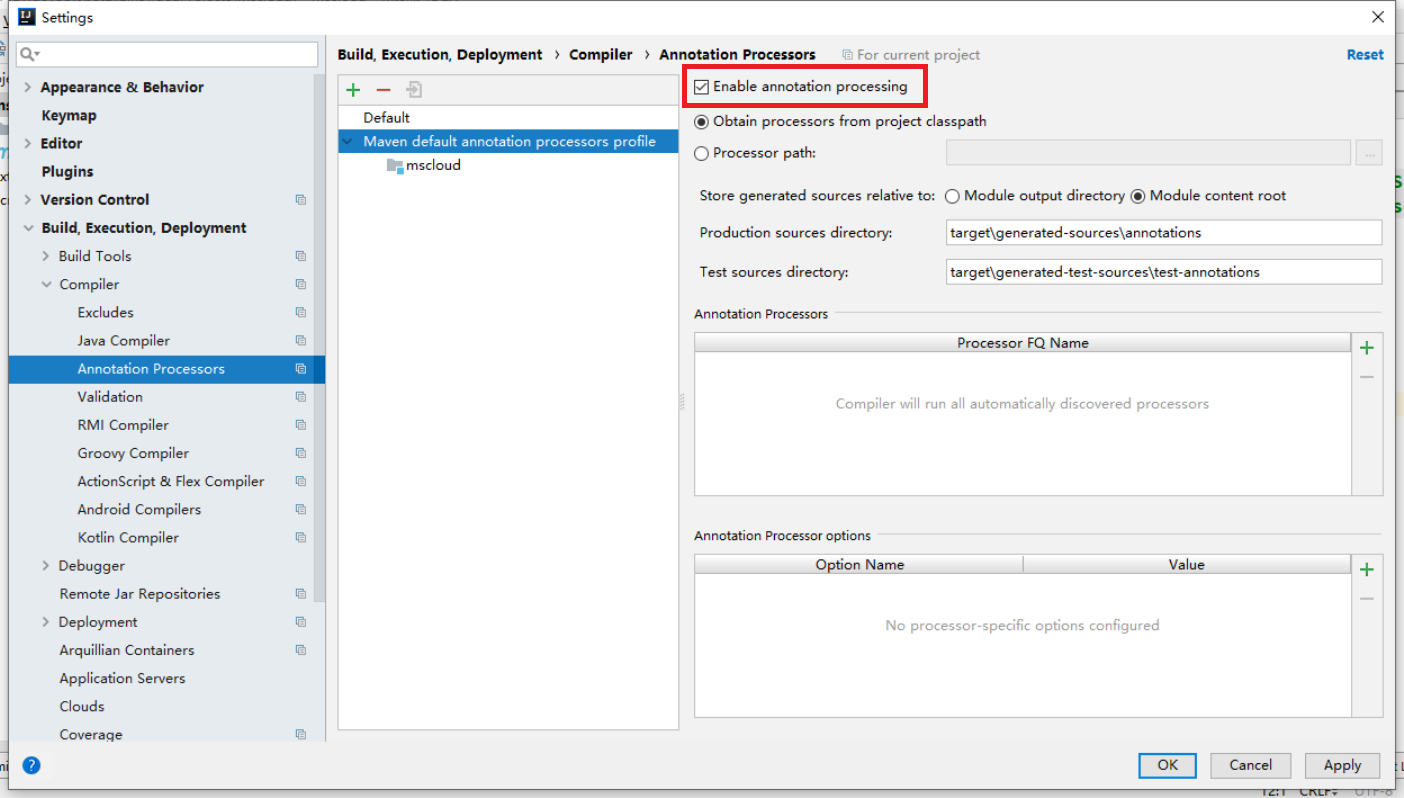 Settings
Build, Execution, Deployment › Compiler › Annotation Processors For current project Reset
Appearance & Behavior
Keymap
Editor
Plugins
Version Control
Build, Execution, Deployment
Build Tools
Compiler
Excludes
Java Compiler
Annotation Processors
Validation
RMI Compiler
Groovy Compiler
ActionScript & Flex Compiler
Android Compilers
Kotlin Compiler
Debugger
Remote Jar Repositories
Deployment
Arquillian Containers
Application Servers
Clouds
Coverage
Default
Maven default annotation processors profile
mscloud
Enable annotation processing
Obtain processors from project classpath
Processor path:
...
Store generated sources relative to: Module output directory Module content root
Production sources directory: target\generated-sources\annotations
Test sources directory: target\generated-test-sources\test-annotations
Annotation Processors
Processor FQ Name
Compiler will run all automatically discovered processors
Annotation Processor options
Option Name Value
No processor-specific options configured
?
OK Cancel Apply
12:1 CRLF UTF-8